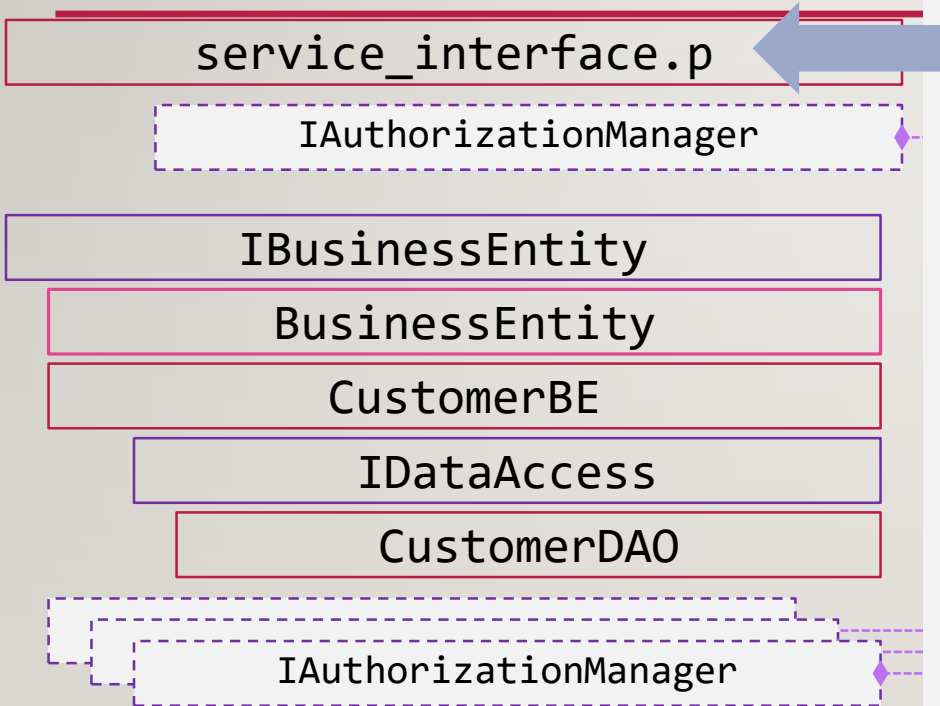 service_interface.p
IAuthorizationManager
IBusinessEntity
BusinessEntity
CustomerBE
IDataAccess
CustomerDAO
IAuthorizationManager